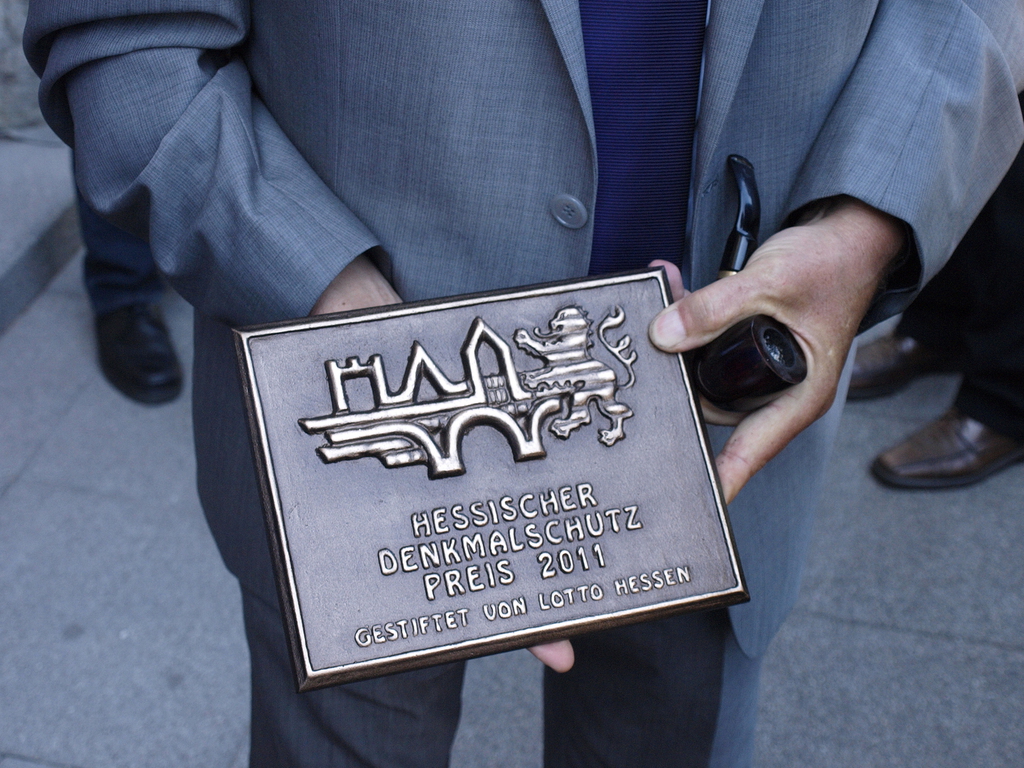 HESSISCHER
DENKMALSCHUTZ
PREIS 2011
GESTIFTET VON LOTTO HESSEN